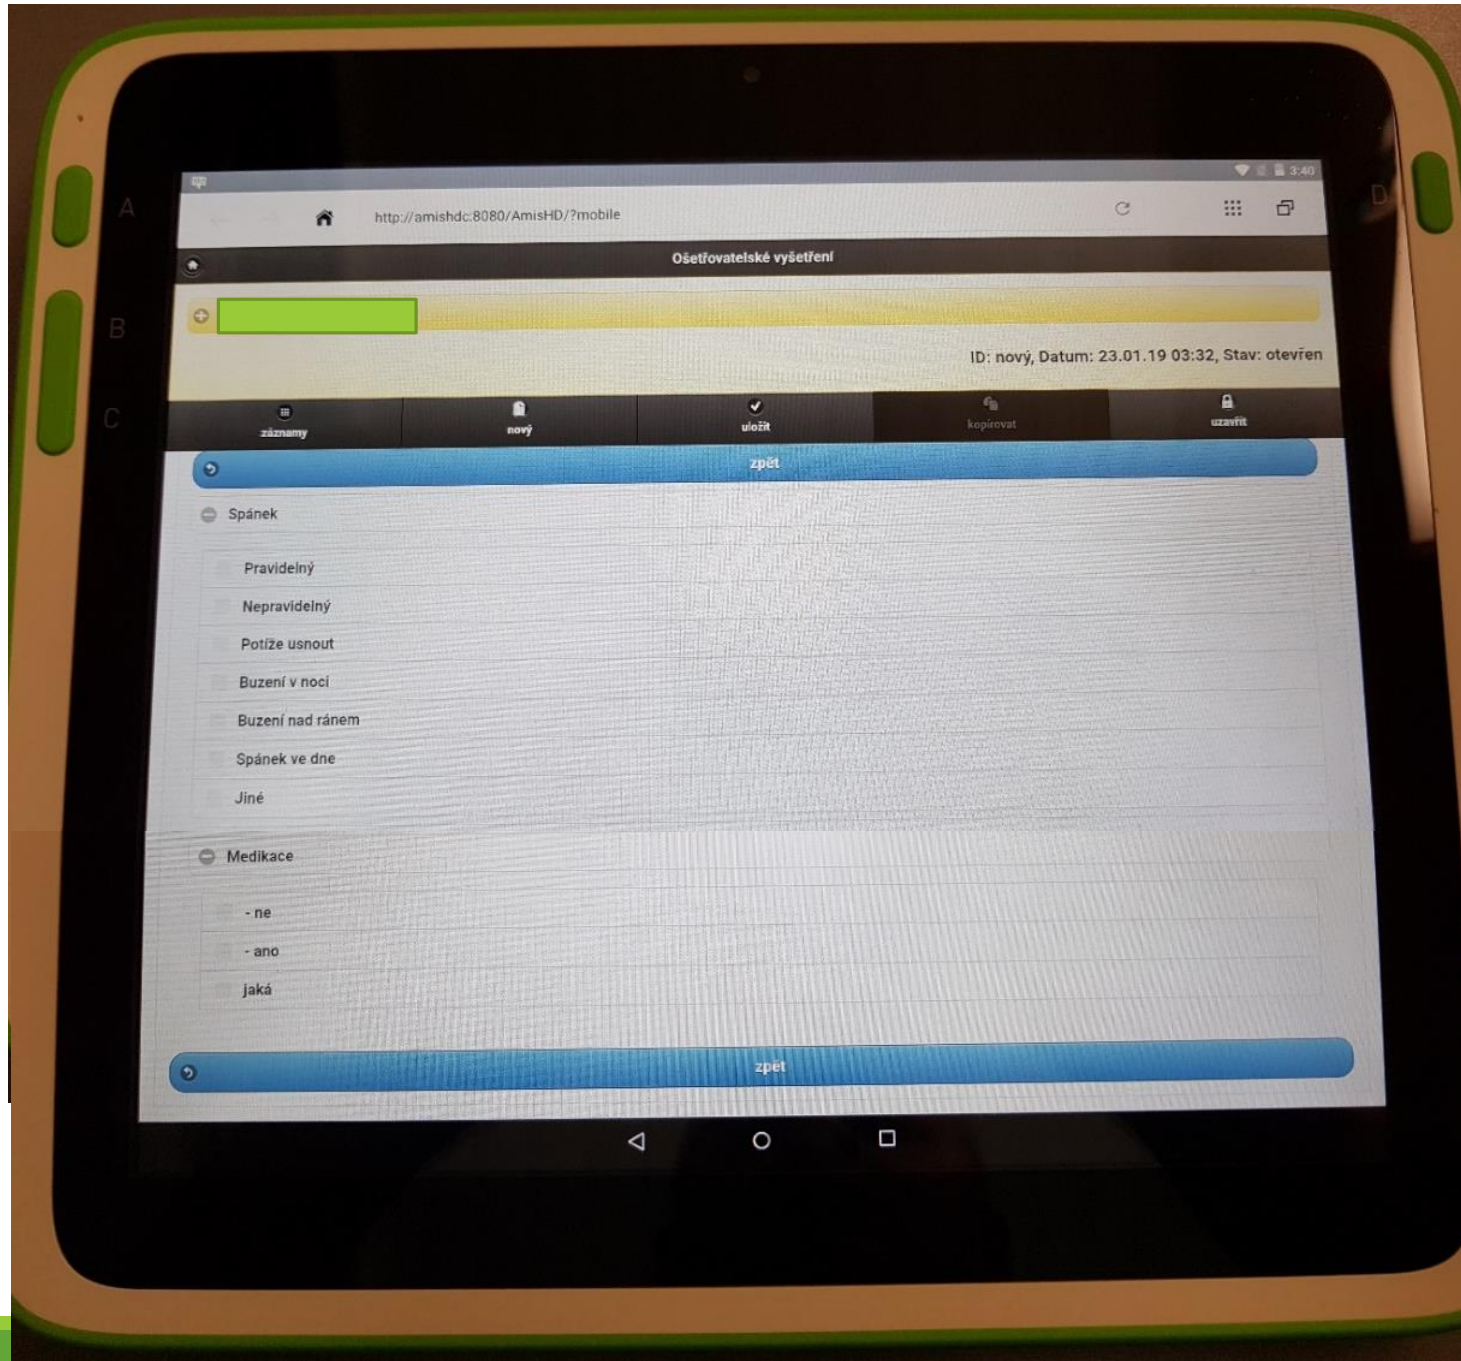 3:40
http://amishdc:8080/AmisHD/?mobile
Ošetřovatelské vyšetření
ID: nový, Datum: 23.01.19 03:32, Stav: otevřen
záznamy nový uložit kopírovat uzavřít
zpět
Spánek
Pravidelný
Nepravidelný
Potíže usnout
Buzení v noci
Buzení nad ránem
Spánek ve dne
Jiné
Medikace
- ne
- ano
jaká
zpět
A
B
C
D